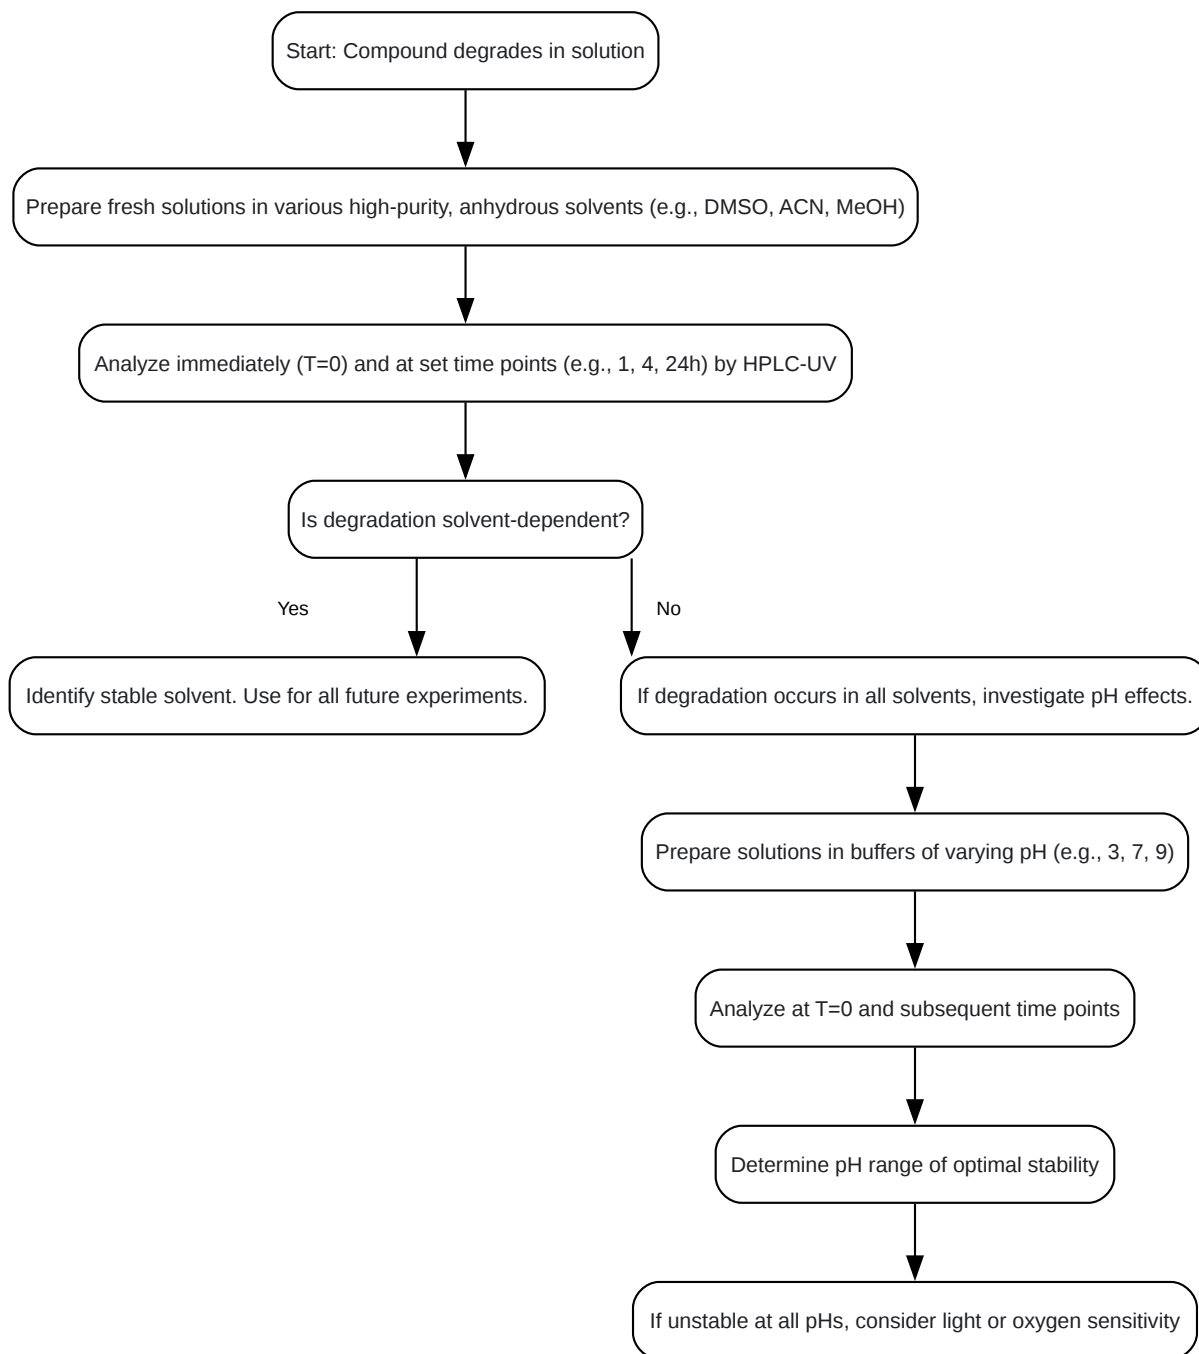 Start: Compound degrades in solution
Prepare fresh solutions in various high-purity, anhydrous solvents (e.g., DMSO, ACN, MeOH)
Analyze immediately (T=0) and at set time points (e.g., 1, 4, 24h) by HPLC-UV
Is degradation solvent-dependent?
Yes
No
Identify stable solvent. Use for all future experiments.
If degradation occurs in all solvents, investigate pH effects.
Prepare solutions in buffers of varying pH (e.g., 3, 7, 9)
Analyze at T=0 and subsequent time points
Determine pH range of optimal stability
If unstable at all pHs, consider light or oxygen sensitivity